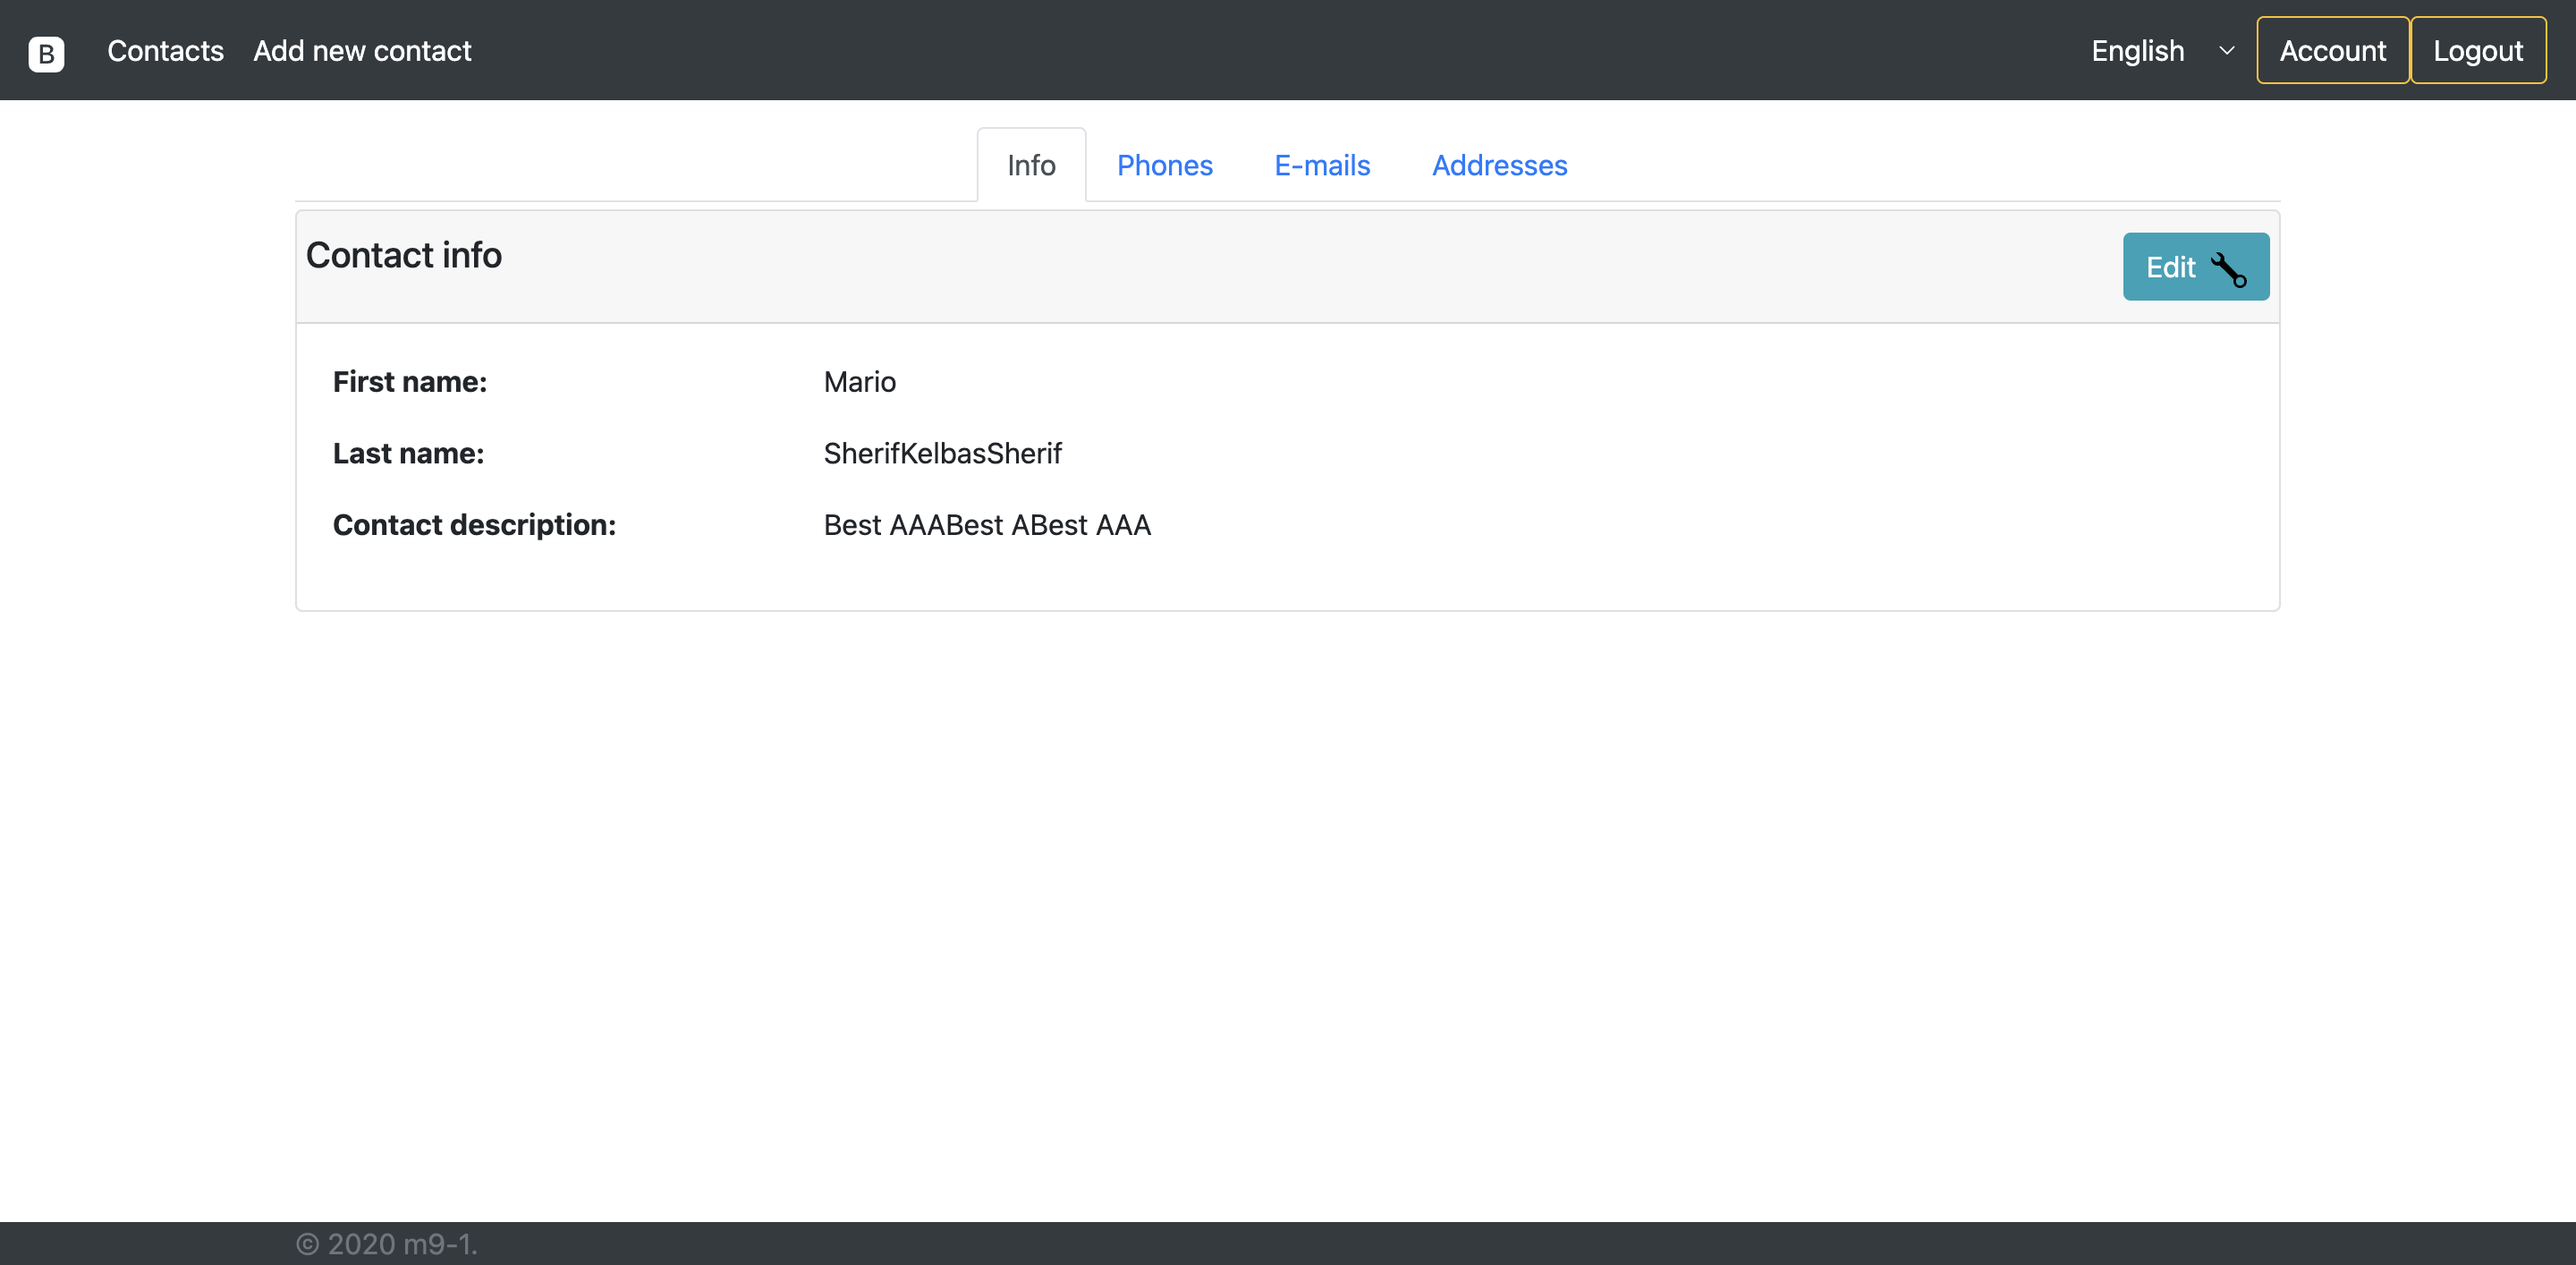 B Contacts Add new contact English Account Logout
Info Phones E-mails Addresses
Contact info Edit
First name: Mario
Last name: SherifKelbasSherif
Contact description: Best AAABest ABest AAA
© 2020 m9-1.